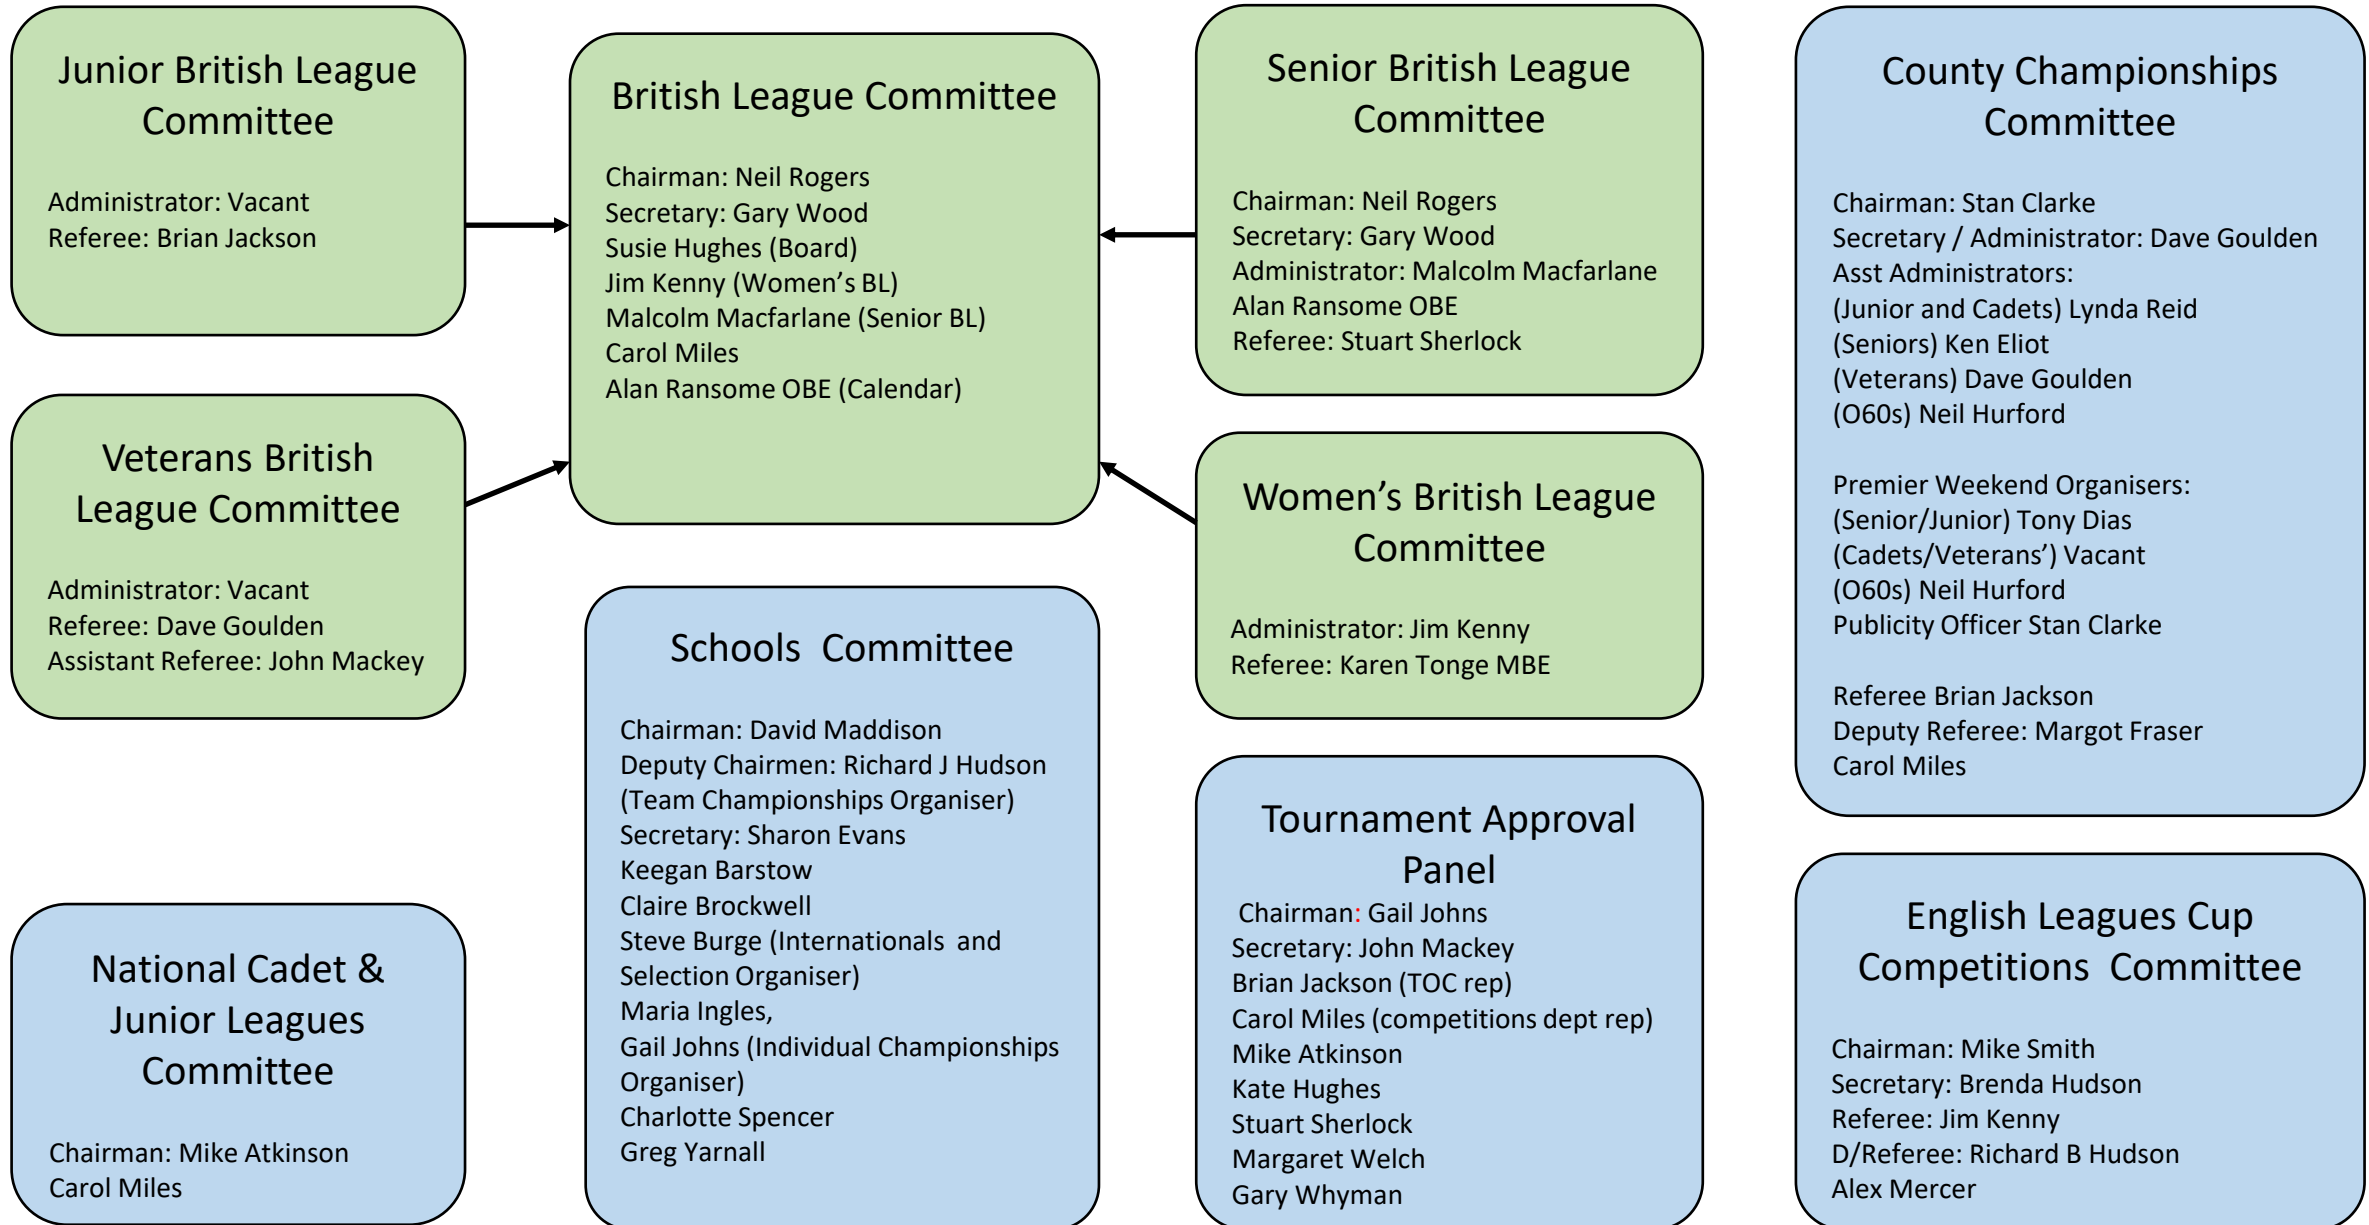 Junior British League
Committee
Administrator: Vacant
Referee: Brian Jackson
British League Committee
Chairman: Neil Rogers
Secretary: Gary Wood
Susie Hughes (Board)
Jim Kenny (Women’s BL)
Malcolm Macfarlane (Senior BL)
Carol Miles
Alan Ransome OBE (Calendar)
Senior British League
Committee
Chairman: Neil Rogers
Secretary: Gary Wood
Administrator: Malcolm Macfarlane
Alan Ransome OBE
Referee: Stuart Sherlock
County Championships
Committee
Chairman: Stan Clarke
Secretary / Administrator: Dave Goulden
Asst Administrators:
(Junior and Cadets) Lynda Reid
(Seniors) Ken Eliot
(Veterans) Dave Goulden
(O60s) Neil Hurford
Premier Weekend Organisers:
(Senior/Junior) Tony Dias
(Cadets/Veterans’) Vacant
(O60s) Neil Hurford
Publicity Officer Stan Clarke
Referee Brian Jackson
Deputy Referee: Margot Fraser
Carol Miles
Veterans British
League Committee
Administrator: Vacant
Referee: Dave Goulden
Assistant Referee: John Mackey
Women’s British League
Committee
Administrator: Jim Kenny
Referee: Karen Tonge MBE
Schools  Committee
Chairman: David Maddison
Deputy Chairmen: Richard J Hudson
(Team Championships Organiser)
Secretary: Sharon Evans
Keegan Barstow
Claire Brockwell
Steve Burge (Internationals  and
Selection Organiser)
Maria Ingles,
Gail Johns (Individual Championships
Organiser)
Charlotte Spencer
Greg Yarnall
Tournament Approval
Panel
Chairman: Gail Johns
Secretary: John Mackey
Brian Jackson (TOC rep)
Carol Miles (competitions dept rep)
Mike Atkinson
Kate Hughes
Stuart Sherlock
Margaret Welch
Gary Whyman
National Cadet &
Junior Leagues
Committee
Chairman: Mike Atkinson
Carol Miles
English Leagues Cup
Competitions  Committee
Chairman: Mike Smith
Secretary: Brenda Hudson
Referee: Jim Kenny
D/Referee: Richard B Hudson
Alex Mercer